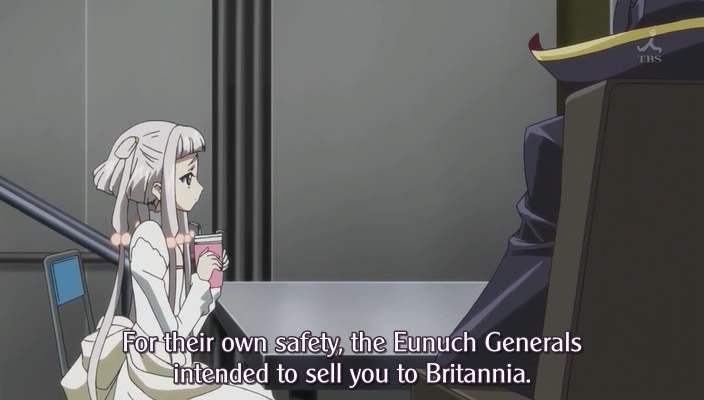 TBS
For their own safety, the Eunuch Generals
intended to sell you to Britannia.